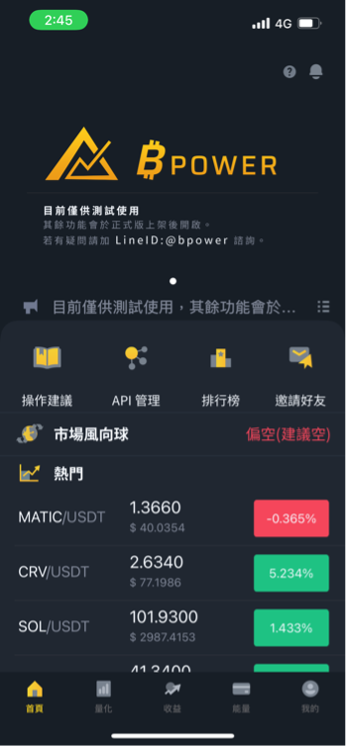 2:45
4G
BPOWER
目前僅供測試使用
其餘功能會於正式版上架後開啟。
若有疑問請加 LineID:@bpower 諮詢。
目前僅供測試使用，其餘功能會於...
操作建議 API 管理 排行榜 邀請好友
市場風向球 偏空(建議空)
熱門
MATIC/USDT 1.3660 -0.365%
$ 40.0354
CRV/USDT 2.6340 5.234%
$ 77.1986
SOL/USDT 101.9300 1.433%
$ 2987.4153
41.3400
首頁 量化 收益 能量 我的